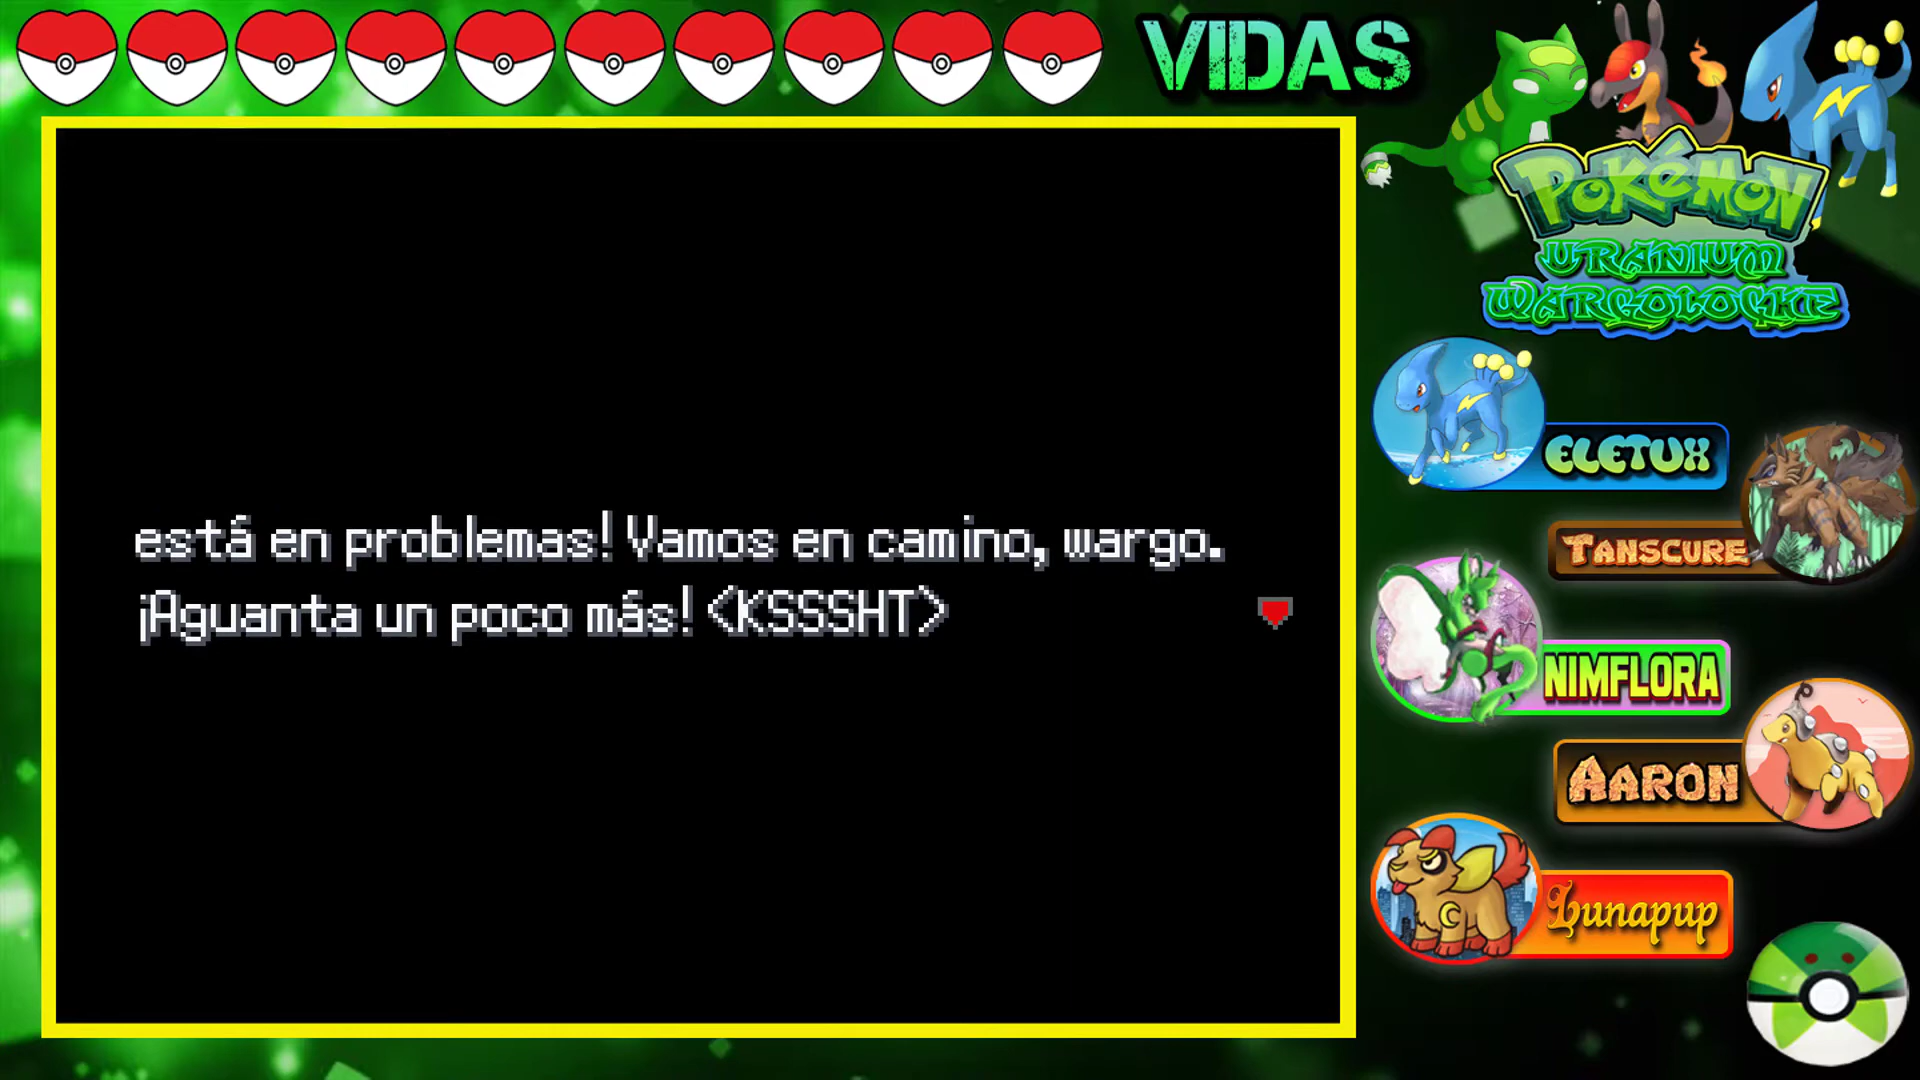 VIDAS
POKéMON
URANIUM
WARGOLOCKE
está en problemas! Vamos en camino, wargo.
¡Aguanta un poco más! <KSSSHT>
ELETUX
TANSCURE
NIMFLORA
AARON
Lunapup